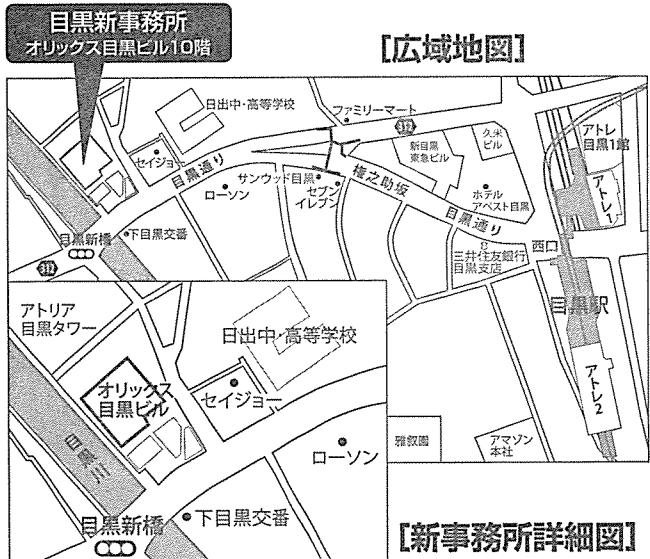 目黒新事務所
オリックス目黒ビル10階
[広域地図]
日出中・高等学校
ファミリーマート
312
久米
ビル
アトレ
目黒1館
新目黒
東急ビル
アトレ1
セイジョー
目黒通り
サンウッド目黒
セブン
イレブン
権之助坂
ローソン
ホテル
アベスト目黒
目黒通り
下目黒交番
目黒新橋
312
三井住友銀行
目黒支店
西口
目黒駅
アトレ2
雅叙園
アマゾン
本社
アトリア
目黒タワー
日出中・高等学校
オリックス
目黒ビル
セイジョー
目黒川
ローソン
目黒新橋
下目黒交番
[新事務所詳細図]